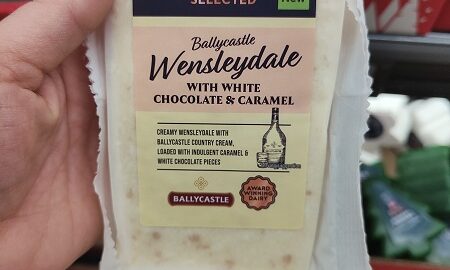 SELECTED
New
Ballycastle
Wensleydale
WITH WHITE
CHOCOLATE & CARAMEL
CREAMY WENSLEYDALE WITH
BALLYCASTLE COUNTRY CREAM,
LOADED WITH INDULGENT CARAMEL &
WHITE CHOCOLATE PIECES
BALLYCASTLE
AWARD
WINNING
DAIRY